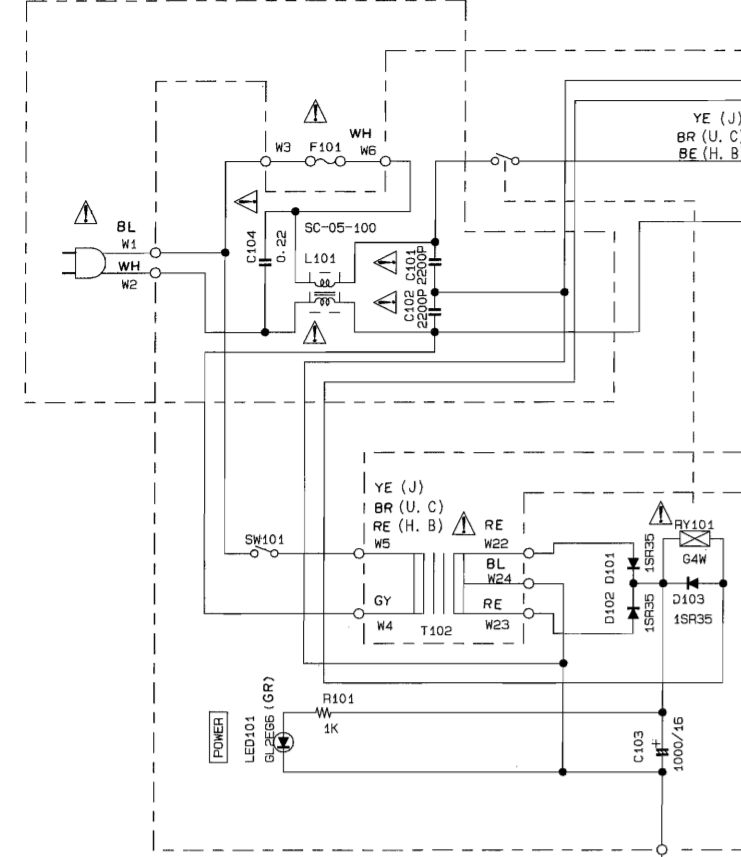 YE (J)
BR (U. C)
BE (H. B
WH
W3
F101
W6
BL
W1
WH
W2
C104
0.22
SC-05-100
L101
C101
2200P
C102
2200P
YE (J)
BR (U. C)
RE (H. B)
SW101
W5
RE
W22
BL
W24
GY
W4
RE
W23
T102
D101
1SR35
D102
1SR35
RY101
G4W
D103
1SR35
POWER
LED101
GL2EG6 (GR)
R101
1K
C103
+
1000/16